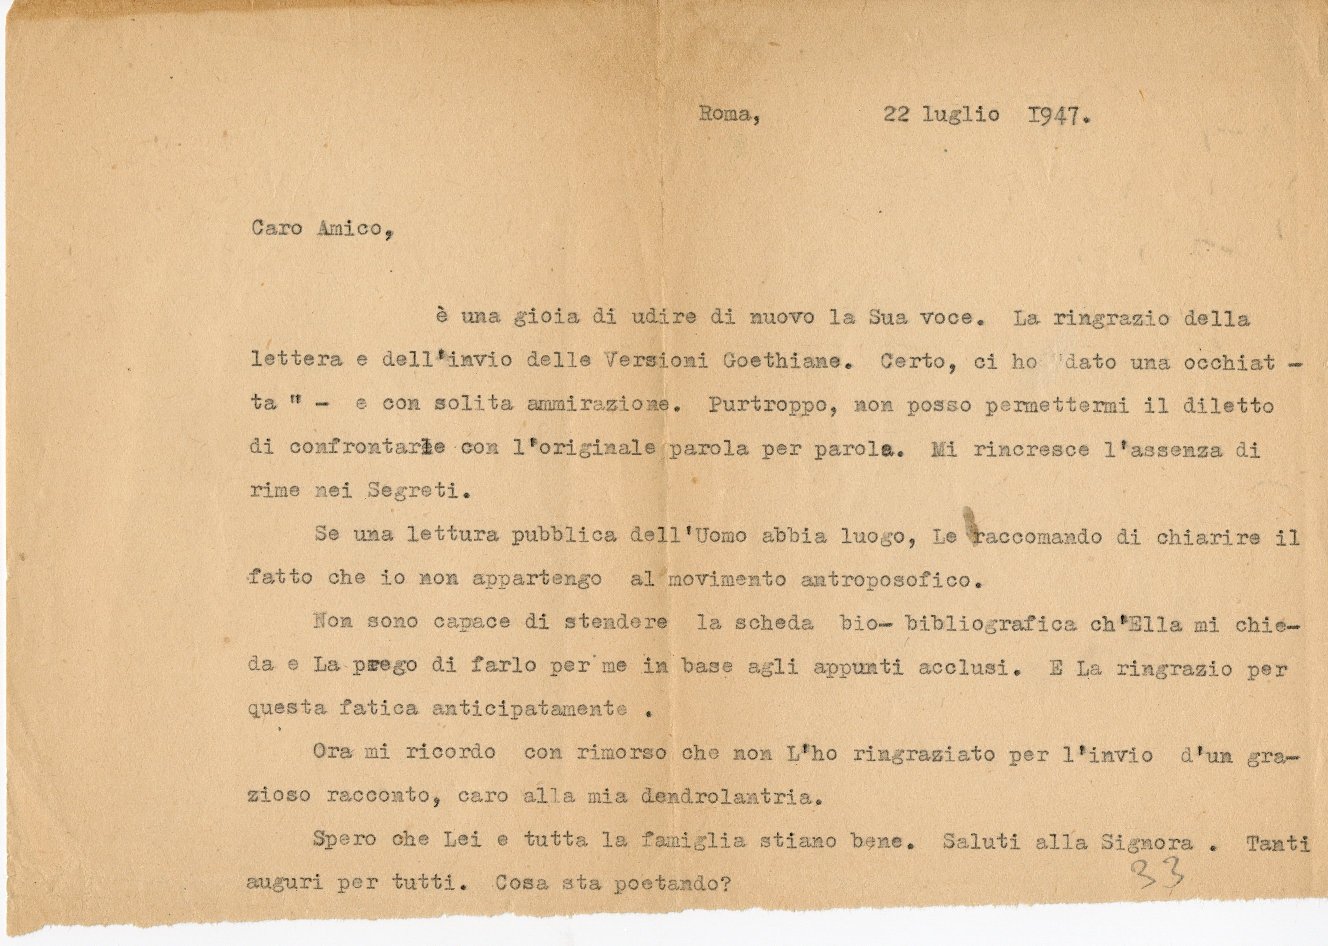 Roma, 22 luglio 1947.
Caro Amico,
è una gioia di udire di nuovo la Sua voce. La ringrazio della
lettera e dell'invio delle Versioni Goethiane. Certo, ci ho "dato una occhiat -
ta " - e con solita ammirazione. Purtroppo, non posso permettermi il diletto
di confrontarle con l'originale parola per parola. Mi rincresce l'assenza di
rime nei Segreti.
Se una lettura pubblica dell'Uomo abbia luogo, Le raccomando di chiarire il
fatto che io non appartengo al movimento antroposofico.
Non sono capace di stendere la scheda bio- bibliografica ch'Ella mi chie-
da e La prego di farlo per me in base agli appunti acclusi. E La ringrazio per
questa fatica anticipatamente .
Ora mi ricordo con rimorso che non L'ho ringraziato per l'invio d'un gra-
zioso racconto, caro alla mia dendrolantria.
Spero che Lei e tutta la famiglia stiano bene. Saluti alla Signora . Tanti
auguri per tutti. Cosa sta poetando?
33